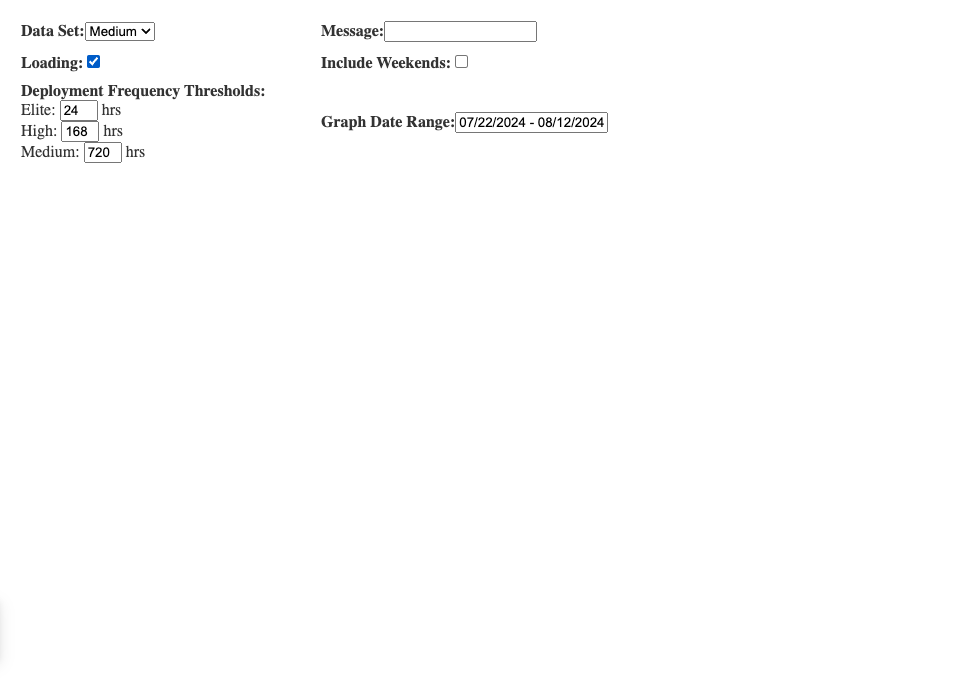 Data Set: Medium
Message:
Loading:
Include Weekends:
Deployment Frequency Thresholds:
Elite: 24 hrs
High: 168 hrs
Medium: 720 hrs
Graph Date Range: 07/22/2024 - 08/12/2024